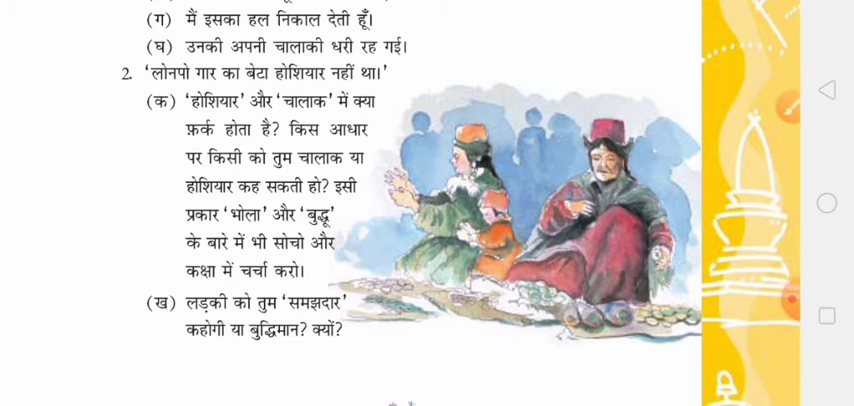 (ग) मैं इसका हल निकाल देती हूँ।
(घ) उनकी अपनी चालाकी धरी रह गई।
2. ‘लोनपो गार का बेटा होशियार नहीं था।’
(क) ‘होशियार’ और ‘चालाक’ में क्या
फ़र्क होता है? किस आधार
पर किसी को तुम चालाक या
होशियार कह सकती हो? इसी
प्रकार ‘भोला’ और ‘बुद्धू’
के बारे में भी सोचो और
कक्षा में चर्चा करो।
(ख) लड़की को तुम ‘समझदार’
कहोगी या बुद्धिमान? क्यों?